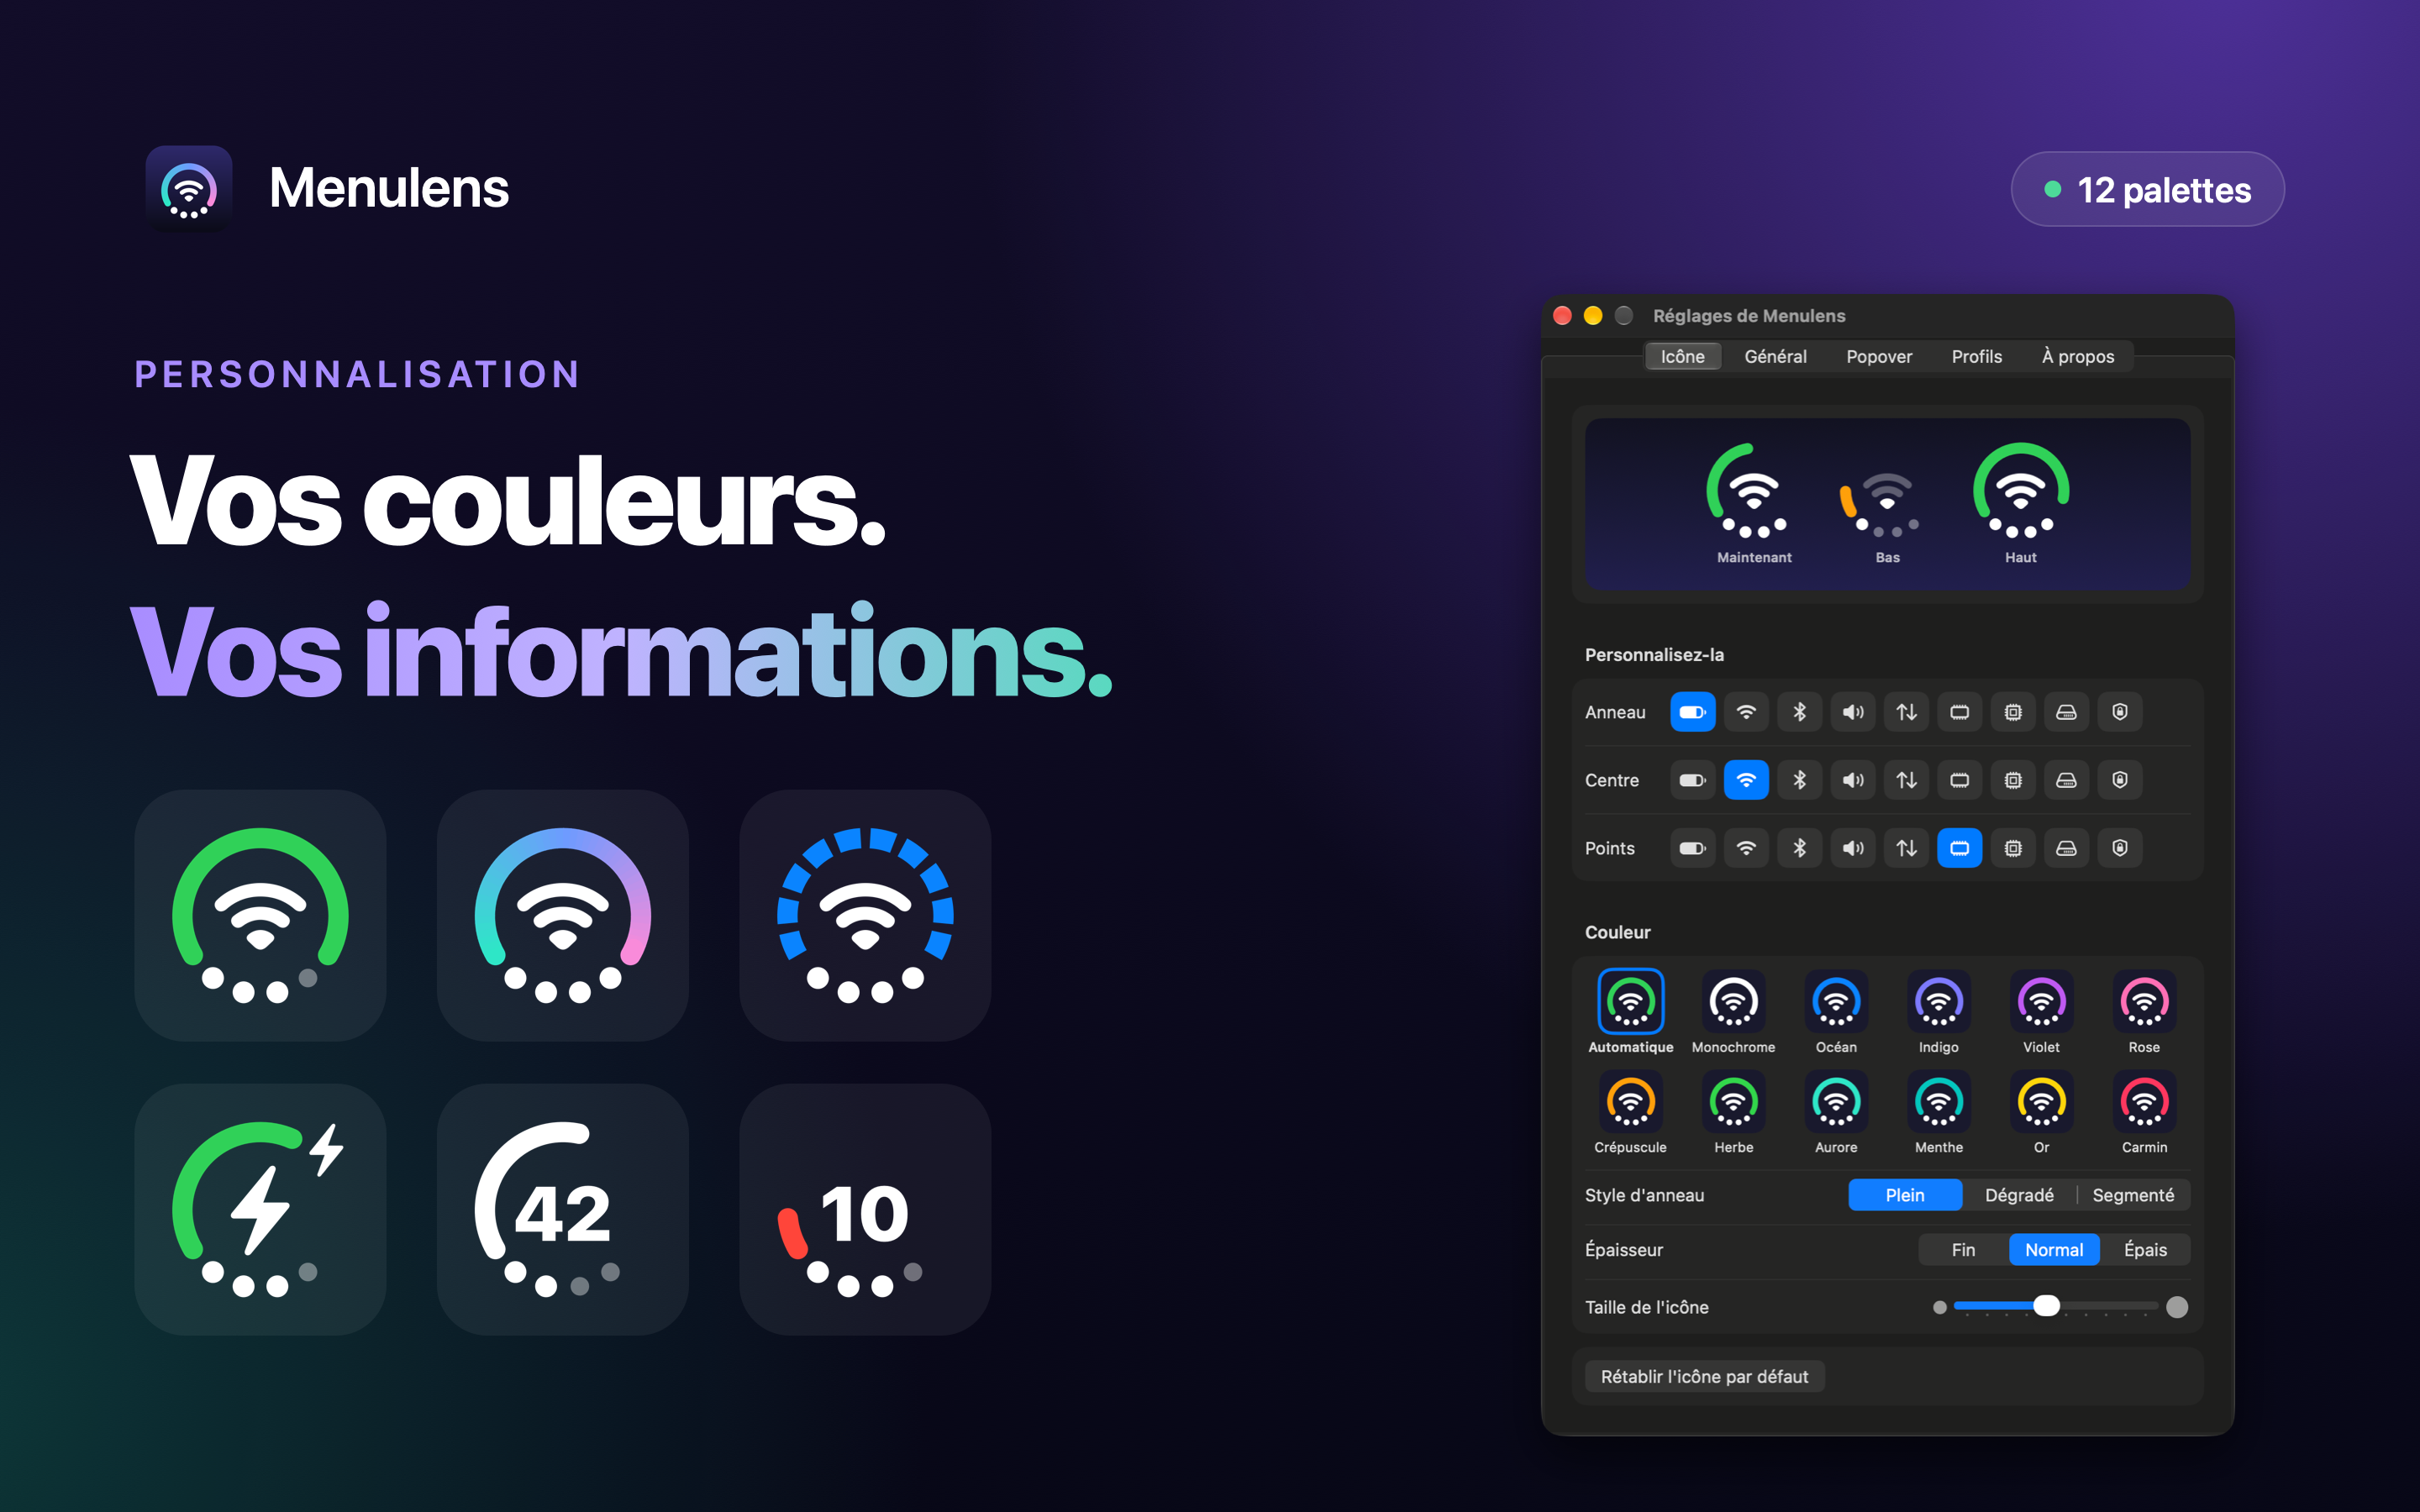 Menulens
12 palettes
PERSONNALISATION
Vos couleurs.
Vos informations.
42
10
Réglages de Menulens
Icône Général Popover Profils À propos
Maintenant Bas Haut
Personnalisez-la
Anneau
Centre
Points
Couleur
Automatique Monochrome Océan Indigo Violet Rose
Crépuscule Herbe Aurore Menthe Or Carmin
Style d'anneau Plein Dégradé Segmenté
Épaisseur Fin Normal Épais
Taille de l'icône
Rétablir l'icône par défaut